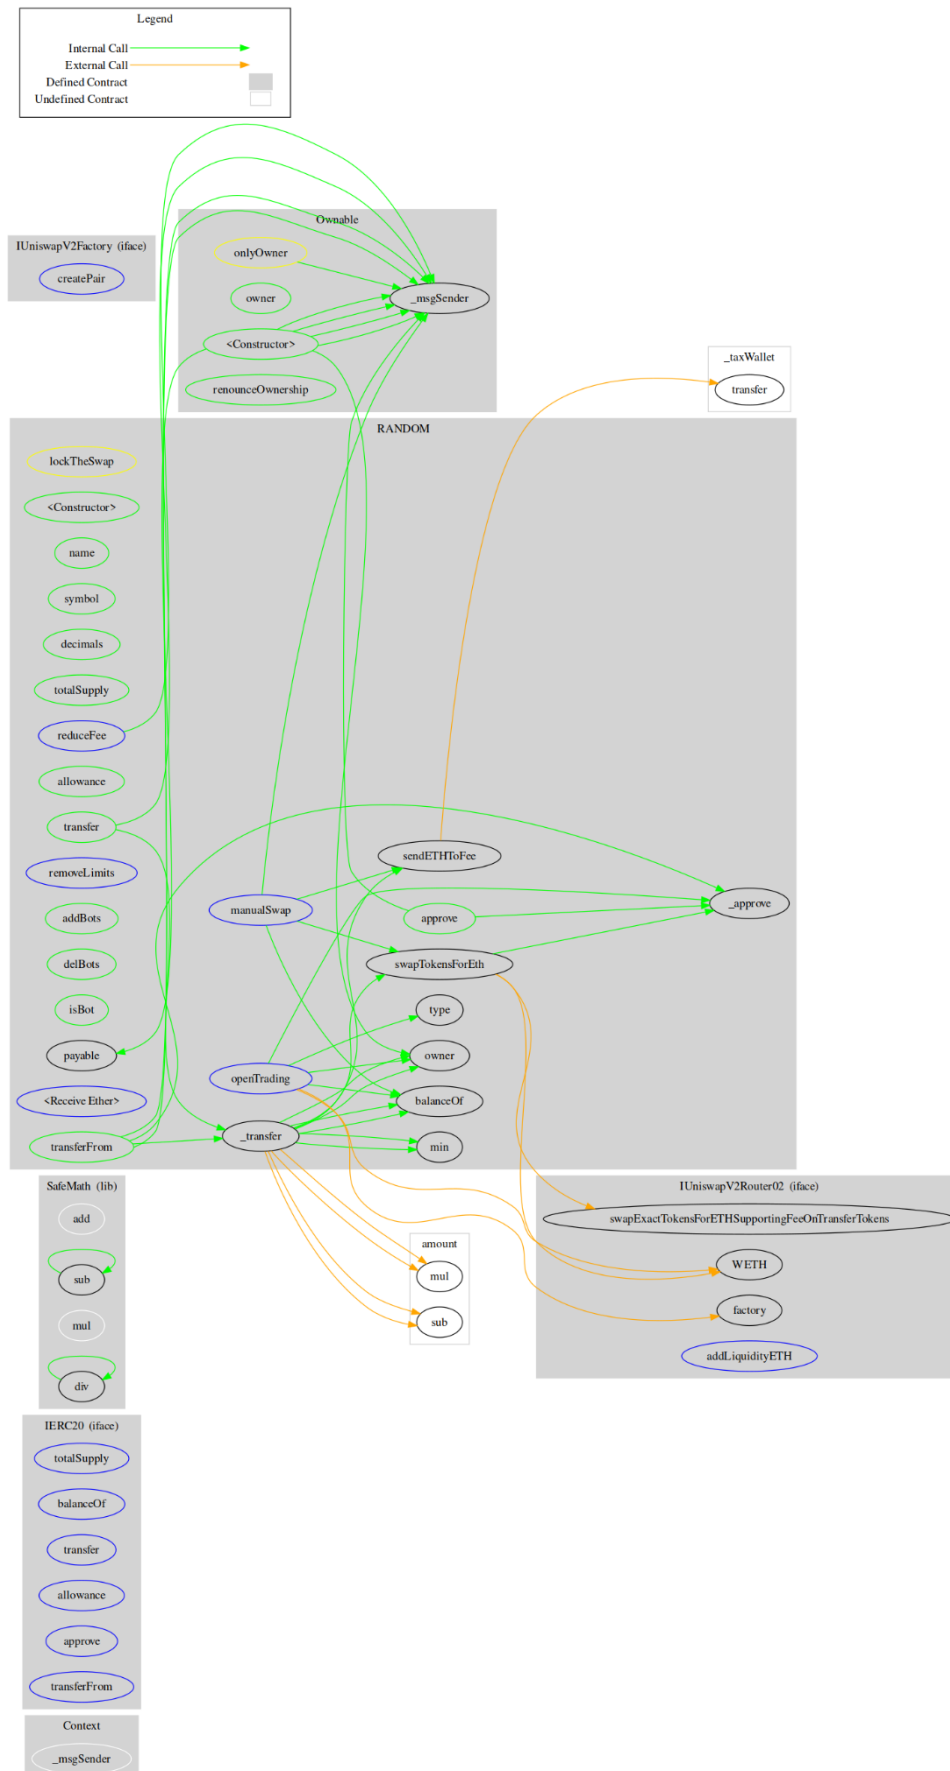 Legend
Internal Call
External Call
Defined Contract
Undefined Contract
Ownable
IUniswapV2Factory (iface)
onlyOwner
createPair
owner
_msgSender
<Constructor>
renounceOwnership
_taxWallet
transfer
RANDOM
lockTheSwap
<Constructor>
name
symbol
decimals
totalSupply
reduceFee
allowance
transfer
removeLimits
addBots
delBots
isBot
payable
<Receive Ether>
transferFrom
manualSwap
openTrading
_transfer
sendETHToFee
approve
swapTokensForEth
type
owner
balanceOf
min
_approve
SafeMath (lib)
add
sub
mul
div
amount
mul
sub
IUniswapV2Router02 (iface)
swapExactTokensForETHSupportingFeeOnTransferTokens
WETH
factory
addLiquidityETH
IERC20 (iface)
totalSupply
balanceOf
transfer
allowance
approve
transferFrom
Context
_msgSender